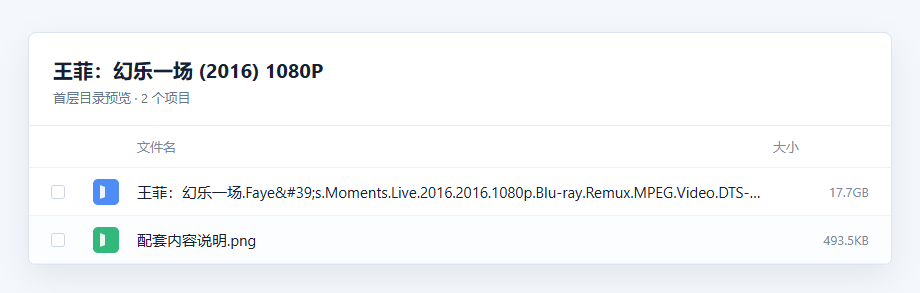 王菲：幻乐一场 (2016) 1080P
首层目录预览 · 2 个项目
文件名 大小
王菲：幻乐一场.Faye&#39;s.Moments.Live.2016.2016.1080p.Blu-ray.Remux.MPEG.Video.DTS-... 17.7GB
配套内容说明.png 493.5KB